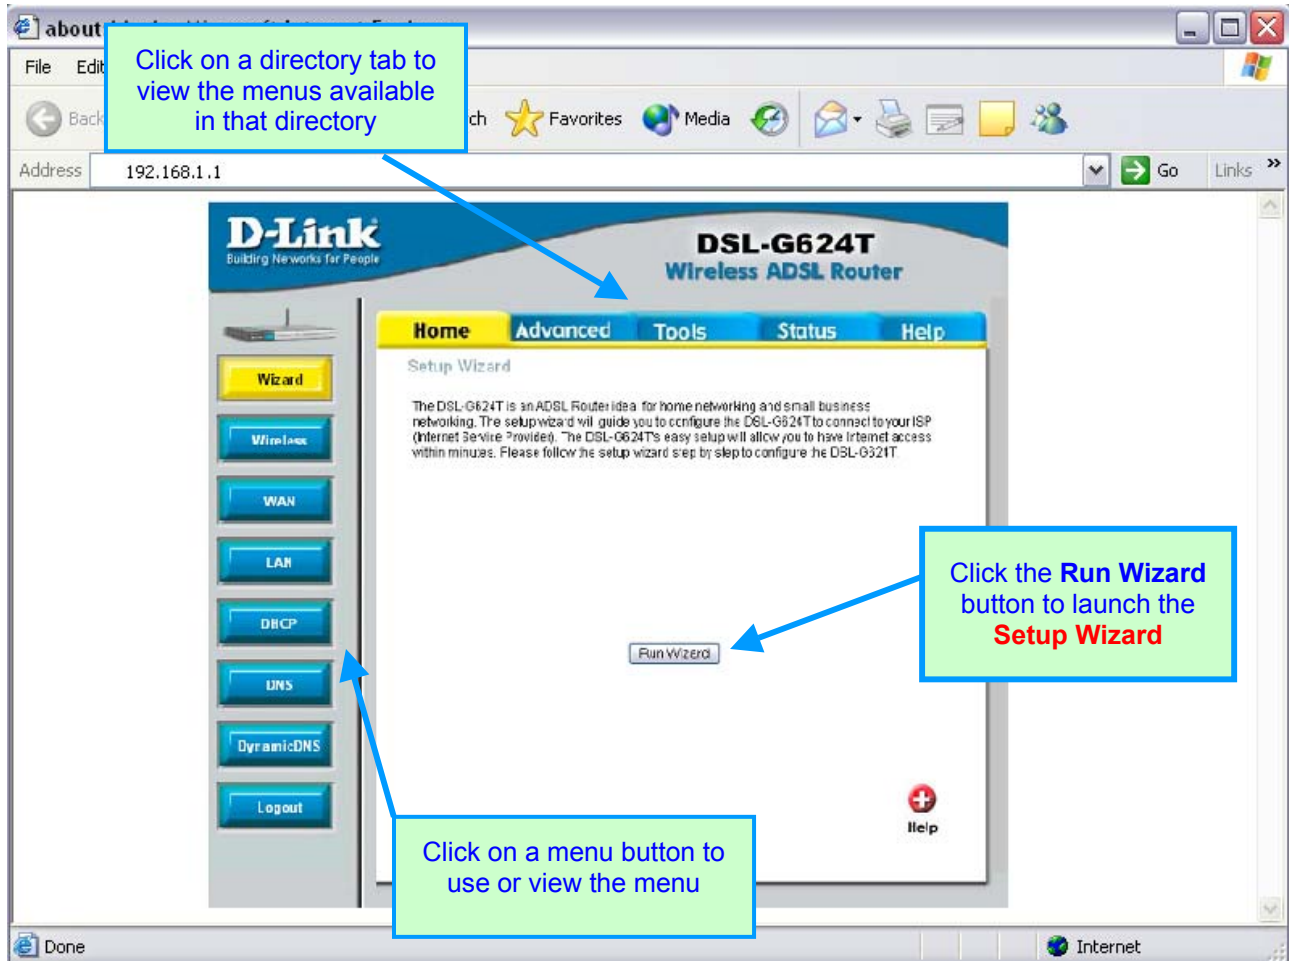 about
File Edit
Click on a directory tab to
view the menus available
in that directory
Back
ch
Favorites
Media
Address
192.168.1.1
Go
Links »
D-Link
Building Networks for People
DSL-G624T
Wireless ADSL Router
Home
Advanced
Tools
Status
Help
Wizard
Wireless
WAN
LAN
DHCP
DNS
DynamicDNS
Logout
Setup Wizard
The DSL-G624T is an ADSL Router ideal for home networking and small business
networking. The setup wizard will guide you to configure the DSL-G624T to connect to your ISP
(Internet Service Provider). The DSL-G624T's easy setup will allow you to have Internet access
within minutes. Please follow the setup wizard step by step to configure the DSL-G624T.
Run Wizard
Click the Run Wizard
button to launch the
Setup Wizard
Help
Click on a menu button to
use or view the menu
Done
Internet